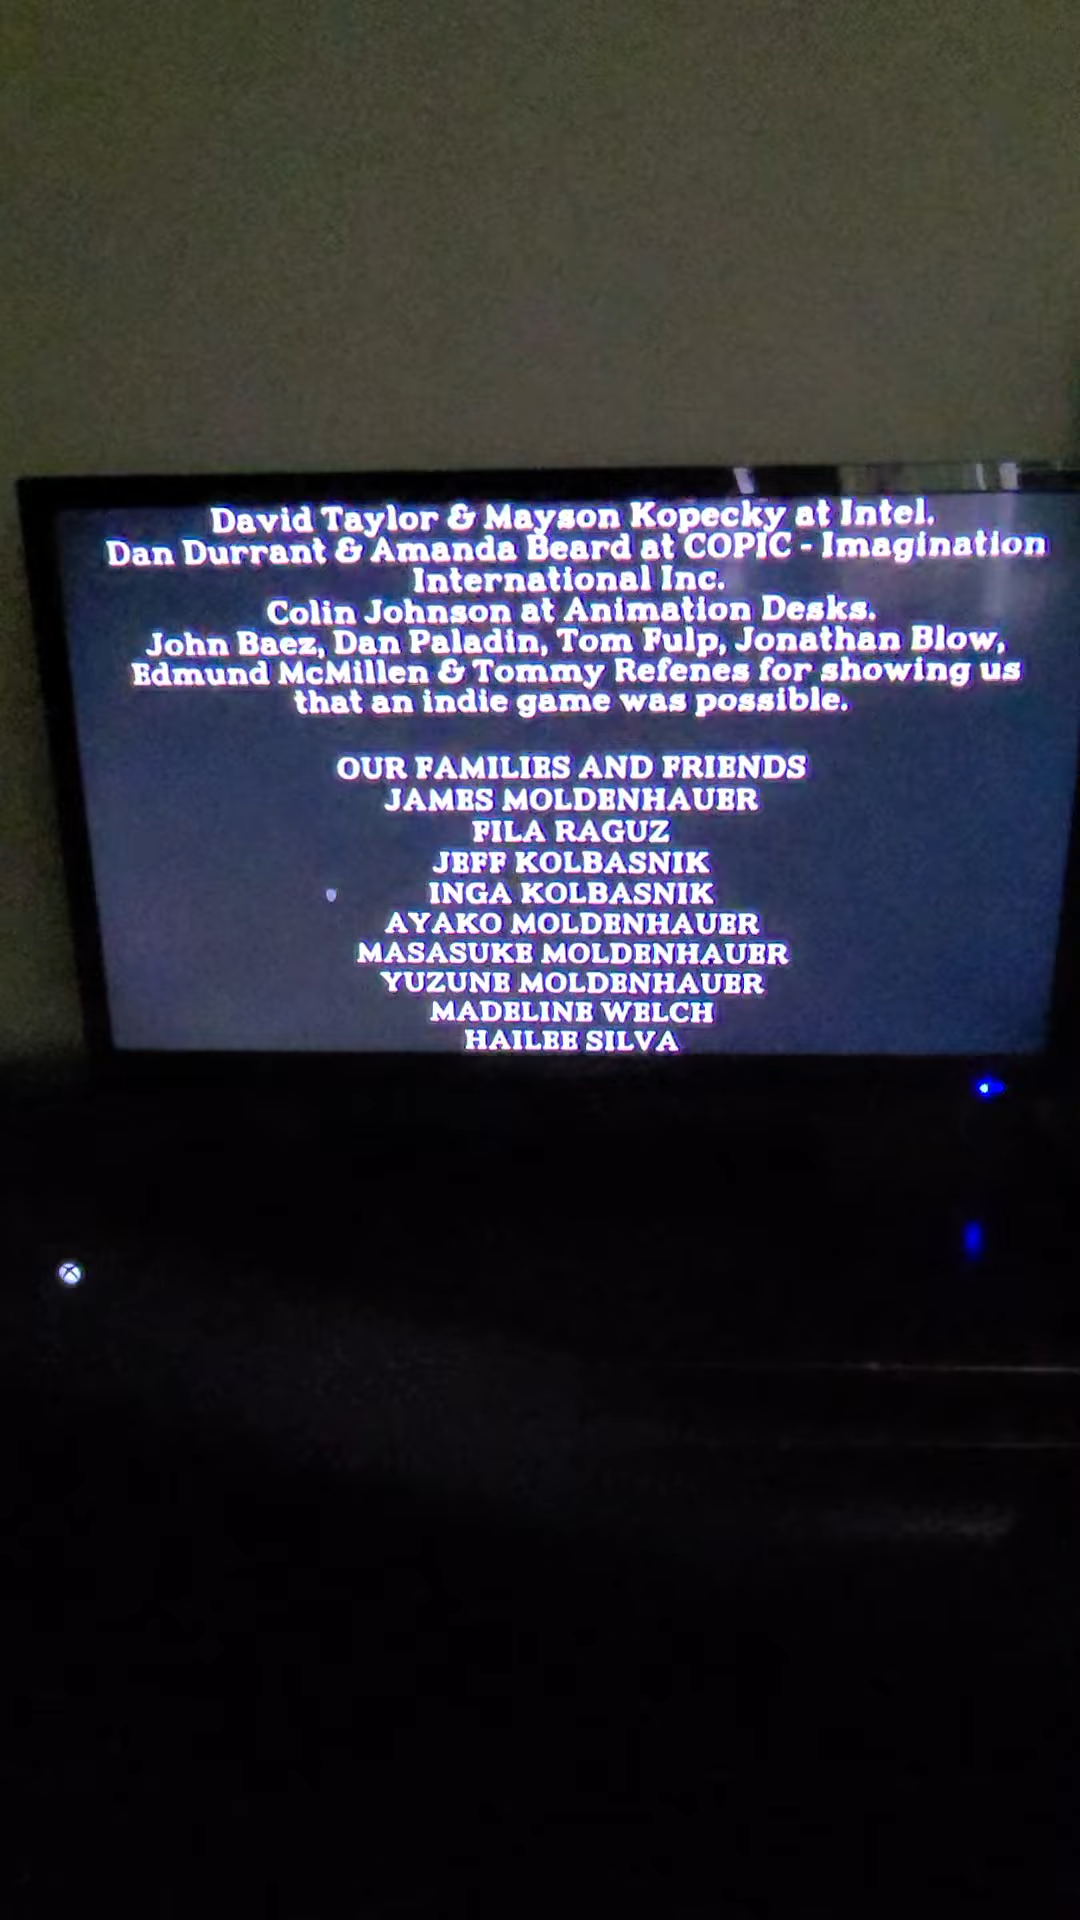 David Taylor & Mayson Kopecky at Intel.
Dan Durrant & Amanda Beard at COPIC - Imagination
International Inc.
Colin Johnson at Animation Desks.
John Baez, Dan Paladin, Tom Fulp, Jonathan Blow,
Edmund McMillen & Tommy Refenes for showing us
that an indie game was possible.
OUR FAMILIES AND FRIENDS
JAMES MOLDENHAUER
FILA RAGUZ
JEFF KOLBASNIK
INGA KOLBASNIK
AYAKO MOLDENHAUER
MASASUKE MOLDENHAUER
YUZUNE MOLDENHAUER
MADELINE WELCH
HAILEE SILVA